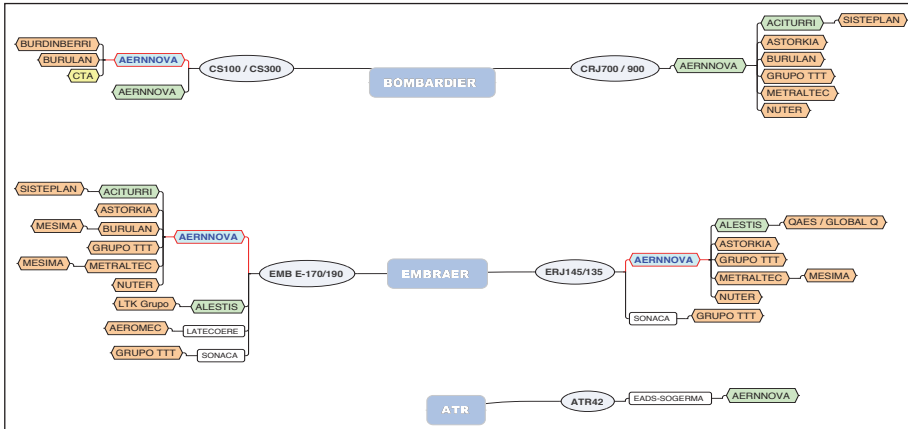 BURDINBERRI
BURULAN
CTA
AERNNOVA
AERNNOVA
CS100 / CS300
BOMBARDIER
CRJ700 / 900
AERNNOVA
ACITURRI
SISTEPLAN
ASTORKIA
BURULAN
GRUPO TTT
METRALTEC
NUTER
SISTEPLAN
ACITURRI
ASTORKIA
MESIMA
BURULAN
GRUPO TTT
MESIMA
METRALTEC
NUTER
AERNNOVA
LTK Grupo
ALESTIS
AEROMEC
LATECOERE
GRUPO TTT
SONACA
EMB E-170/190
EMBRAER
ERJ145/135
AERNNOVA
ALESTIS
QAES / GLOBAL Q
ASTORKIA
GRUPO TTT
METRALTEC
MESIMA
NUTER
SONACA
GRUPO TTT
ATR
ATR42
EADS-SOGERMA
AERNNOVA